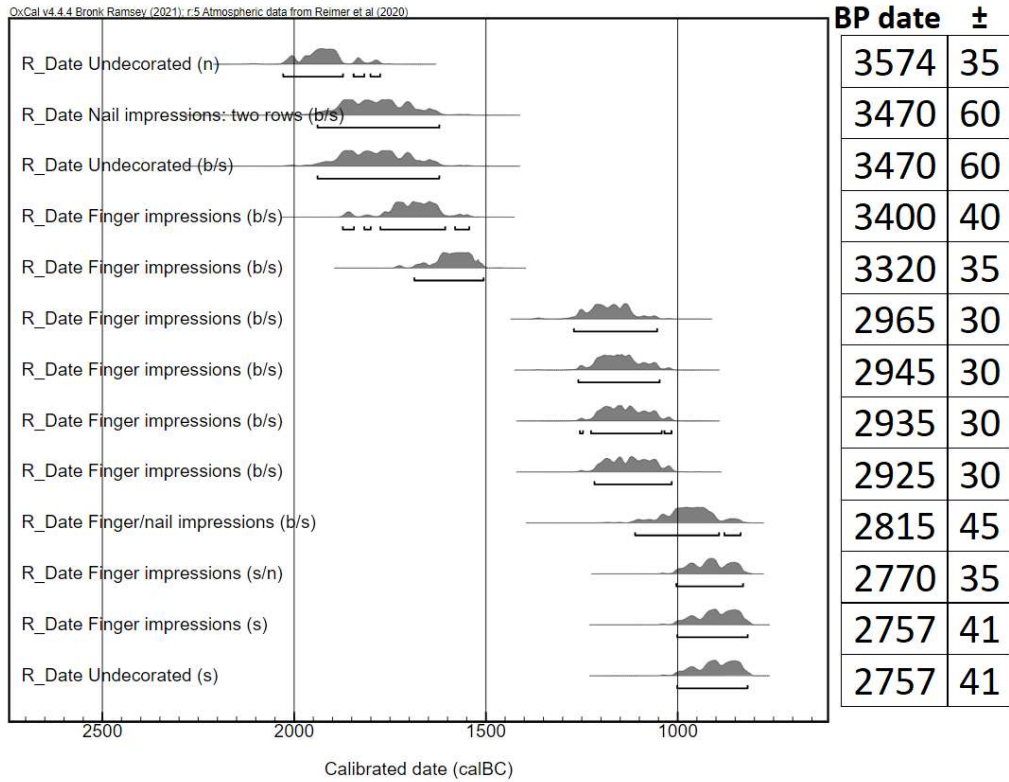 OxCal v4.4.4 Bronk Ramsey (2021); r:5 Atmospheric data from Reimer et al (2020)
BP date ±
R_Date Undecorated (n) 3574 35
R_Date Nail impressions: two rows (b/s) 3470 60
R_Date Undecorated (b/s) 3470 60
R_Date Finger impressions (b/s) 3400 40
R_Date Finger impressions (b/s) 3320 35
R_Date Finger impressions (b/s) 2965 30
R_Date Finger impressions (b/s) 2945 30
R_Date Finger impressions (b/s) 2935 30
R_Date Finger impressions (b/s) 2925 30
R_Date Finger/nail impressions (b/s) 2815 45
R_Date Finger impressions (s/n) 2770 35
R_Date Finger impressions (s) 2757 41
R_Date Undecorated (s) 2757 41
2500 2000 1500 1000
Calibrated date (calBC)